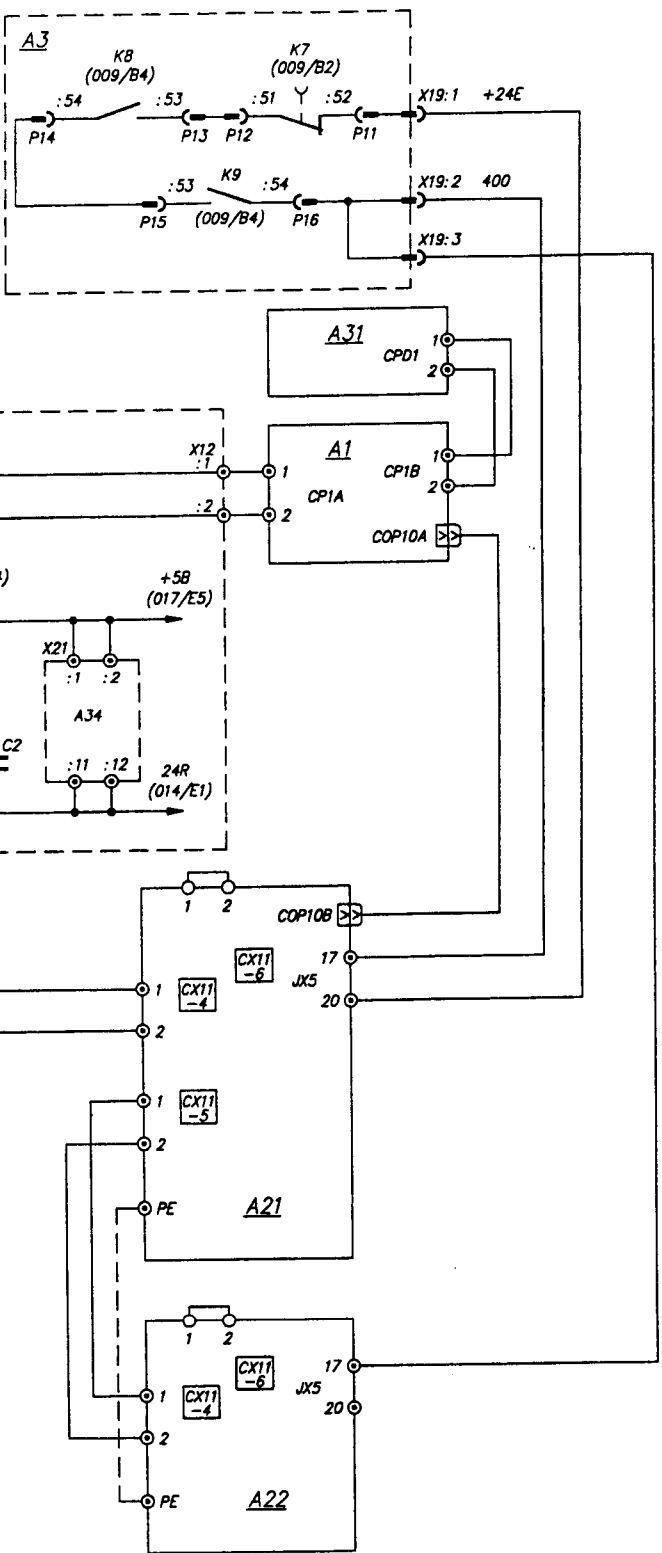 A3
K8
(009/B4)
K7
(009/B2)
:54
:53
:51
:52
X19:1 +24E
P14
P13
P12
P11
:53
K9
:54
X19:2 400
P15
(009/B4)
P16
X19:3
A31
CPD1
1
2
X12
:1
A1
1
1
CP1A
CP1B
2
:2
2
COP10A
)
+5B
(017/E5)
X21
:1
:2
A34
C2
:11
:12
24R
(014/E1)
1
2
COP10B
CX11
-6
17
JX5
1
CX11
-4
20
2
1
CX11
-5
2
PE
A21
1
2
CX11
-6
17
JX5
1
CX11
-4
20
2
PE
A22